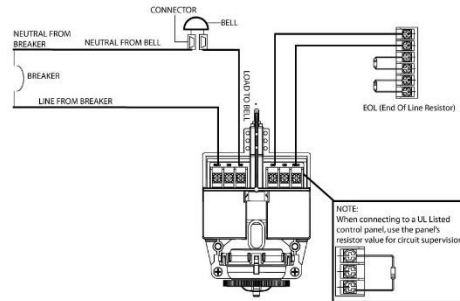 CONNECTOR
BELL
NEUTRAL FROM
BREAKER
NEUTRAL FROM BELL
BREAKER
LINE FROM BREAKER
LOAD TO BELL
EOL (End Of Line Resistor)
NOTE:
When connecting to a UL Listed
control panel, use the panel's
resistor value for circuit supervision